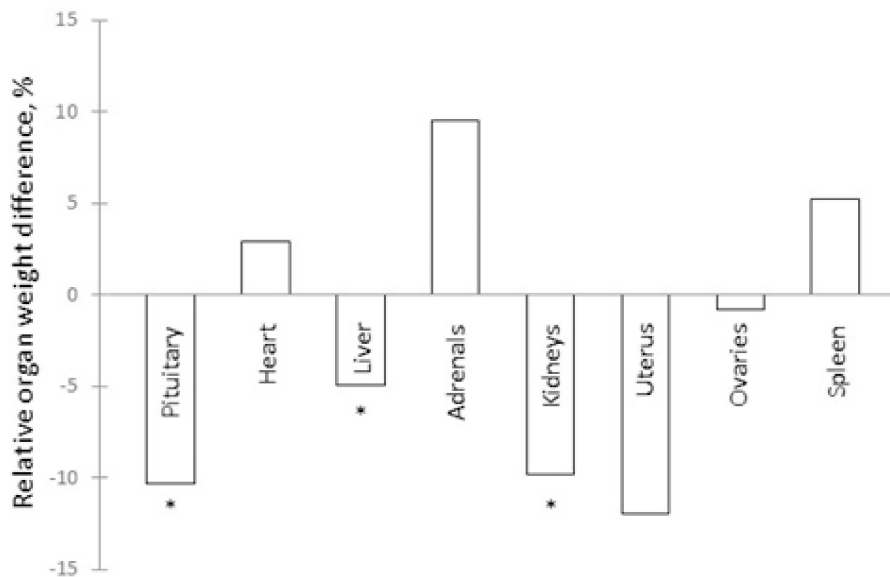 Relative organ weight difference, %
15
10
5
0
-5
-10
-15
Pituitary
Heart
Liver
Adrenals
Kidneys
Uterus
Ovaries
Spleen
*
*
*